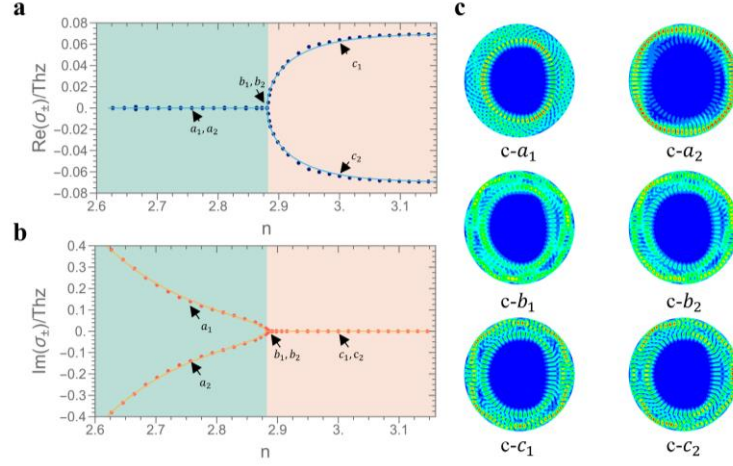 a
0.08
0.06
0.04
0.02
0
-0.02
-0.04
-0.06
-0.08
Re(σ±)/Thz
b₁, b₂
a₁, a₂
c₁
c₂
2.6 2.7 2.8 2.9 3.0 3.1
n
b
0.4
0.3
0.2
0.1
0
-0.1
-0.2
-0.3
-0.4
Im(σ±)/Thz
a₁
a₂
b₁, b₂
c₁, c₂
2.6 2.7 2.8 2.9 3.0 3.1
n
c
c-a₁ c-a₂
c-b₁ c-b₂
c-c₁ c-c₂